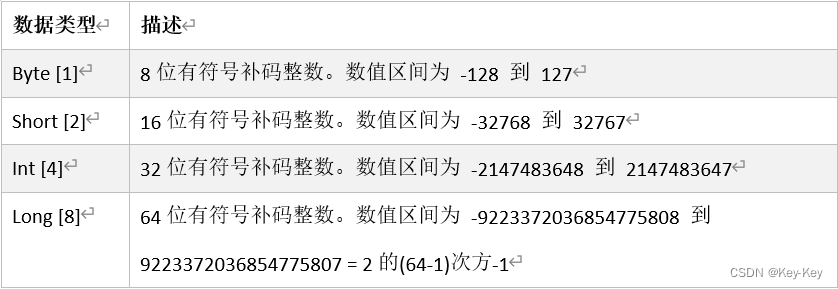 数据类型 描述
Byte [1] 8 位有符号补码整数。数值区间为 -128 到 127
Short [2] 16 位有符号补码整数。数值区间为 -32768 到 32767
Int [4] 32 位有符号补码整数。数值区间为 -2147483648 到 2147483647
Long [8] 64 位有符号补码整数。数值区间为 -9223372036854775808 到
9223372036854775807 = 2 的(64-1)次方-1
CSDN @Key-Key